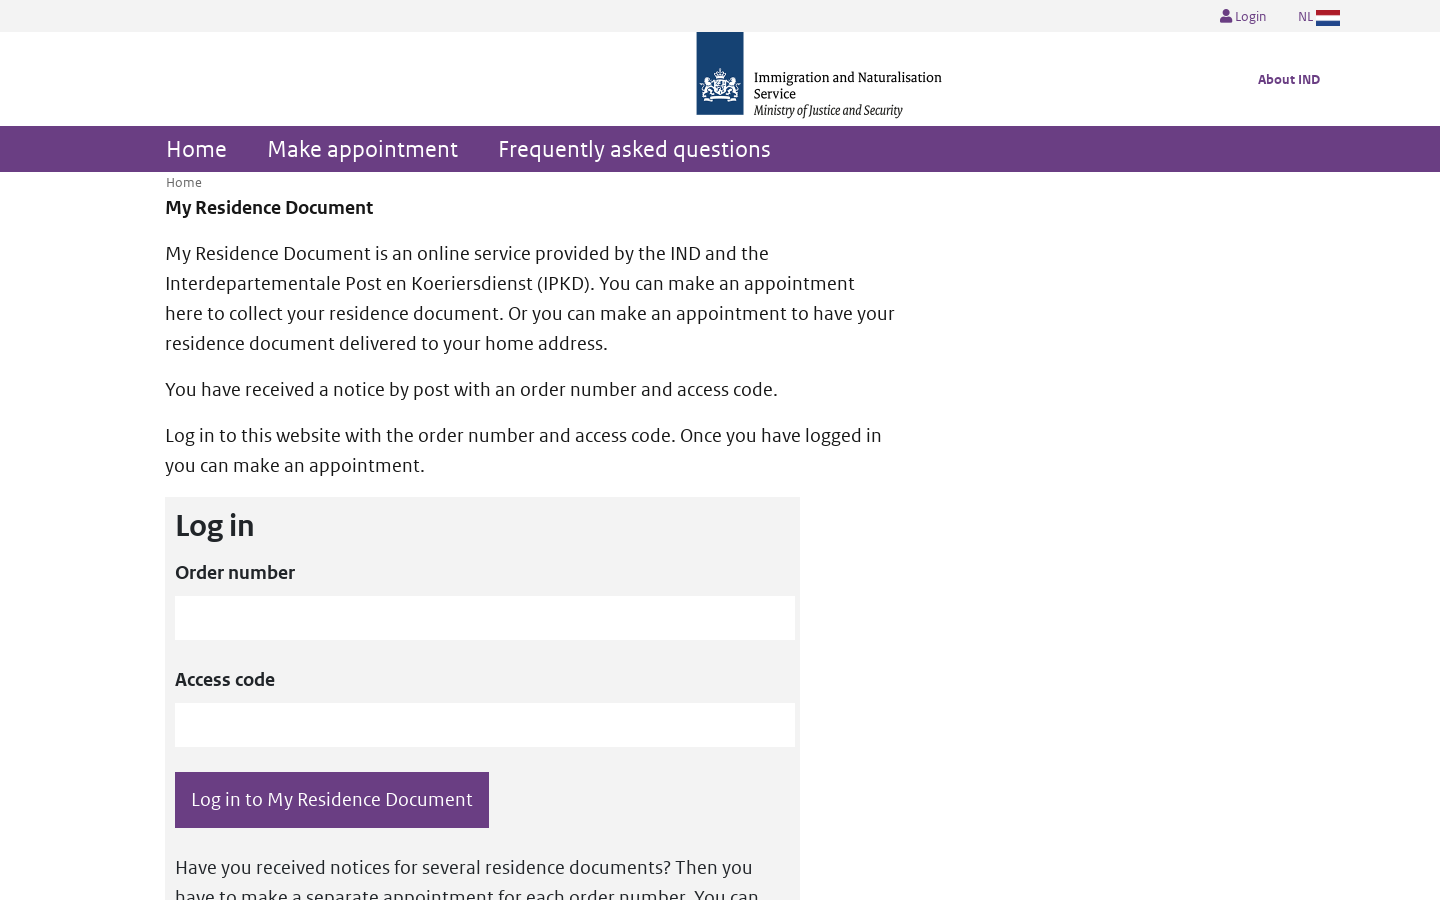 Login
NL
Immigration and Naturalisation
Service
Ministry of Justice and Security
About IND
Home
Make appointment
Frequently asked questions
Home
My Residence Document
My Residence Document is an online service provided by the IND and the
Interdepartementale Post en Koeriersdienst (IPKD). You can make an appointment
here to collect your residence document. Or you can make an appointment to have your
residence document delivered to your home address.
You have received a notice by post with an order number and access code.
Log in to this website with the order number and access code. Once you have logged in
you can make an appointment.
Log in
Order number
Access code
Log in to My Residence Document
Have you received notices for several residence documents? Then you
have to make a separate appointment for each order number. You can